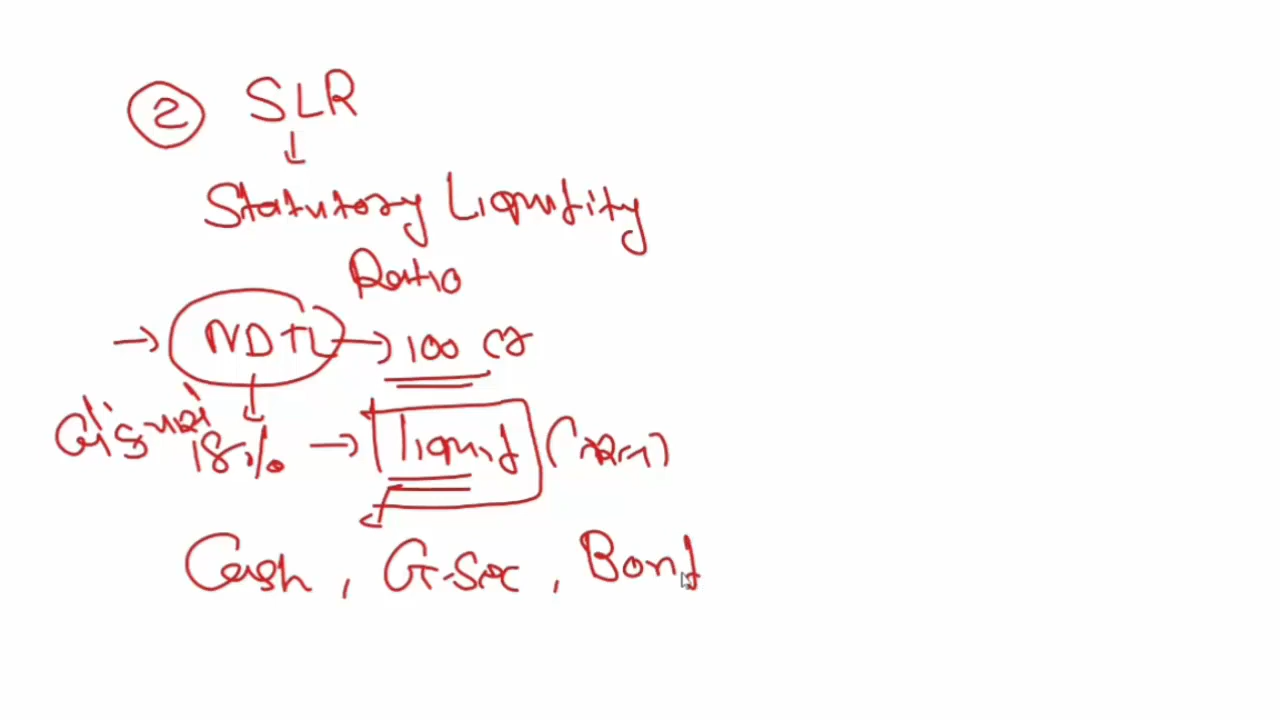 ② SLR
↓
Statutory Liquidity
Ratio
→ NDTL → 100 Cr
18% → liquid
Cash, G-Sec, Bond